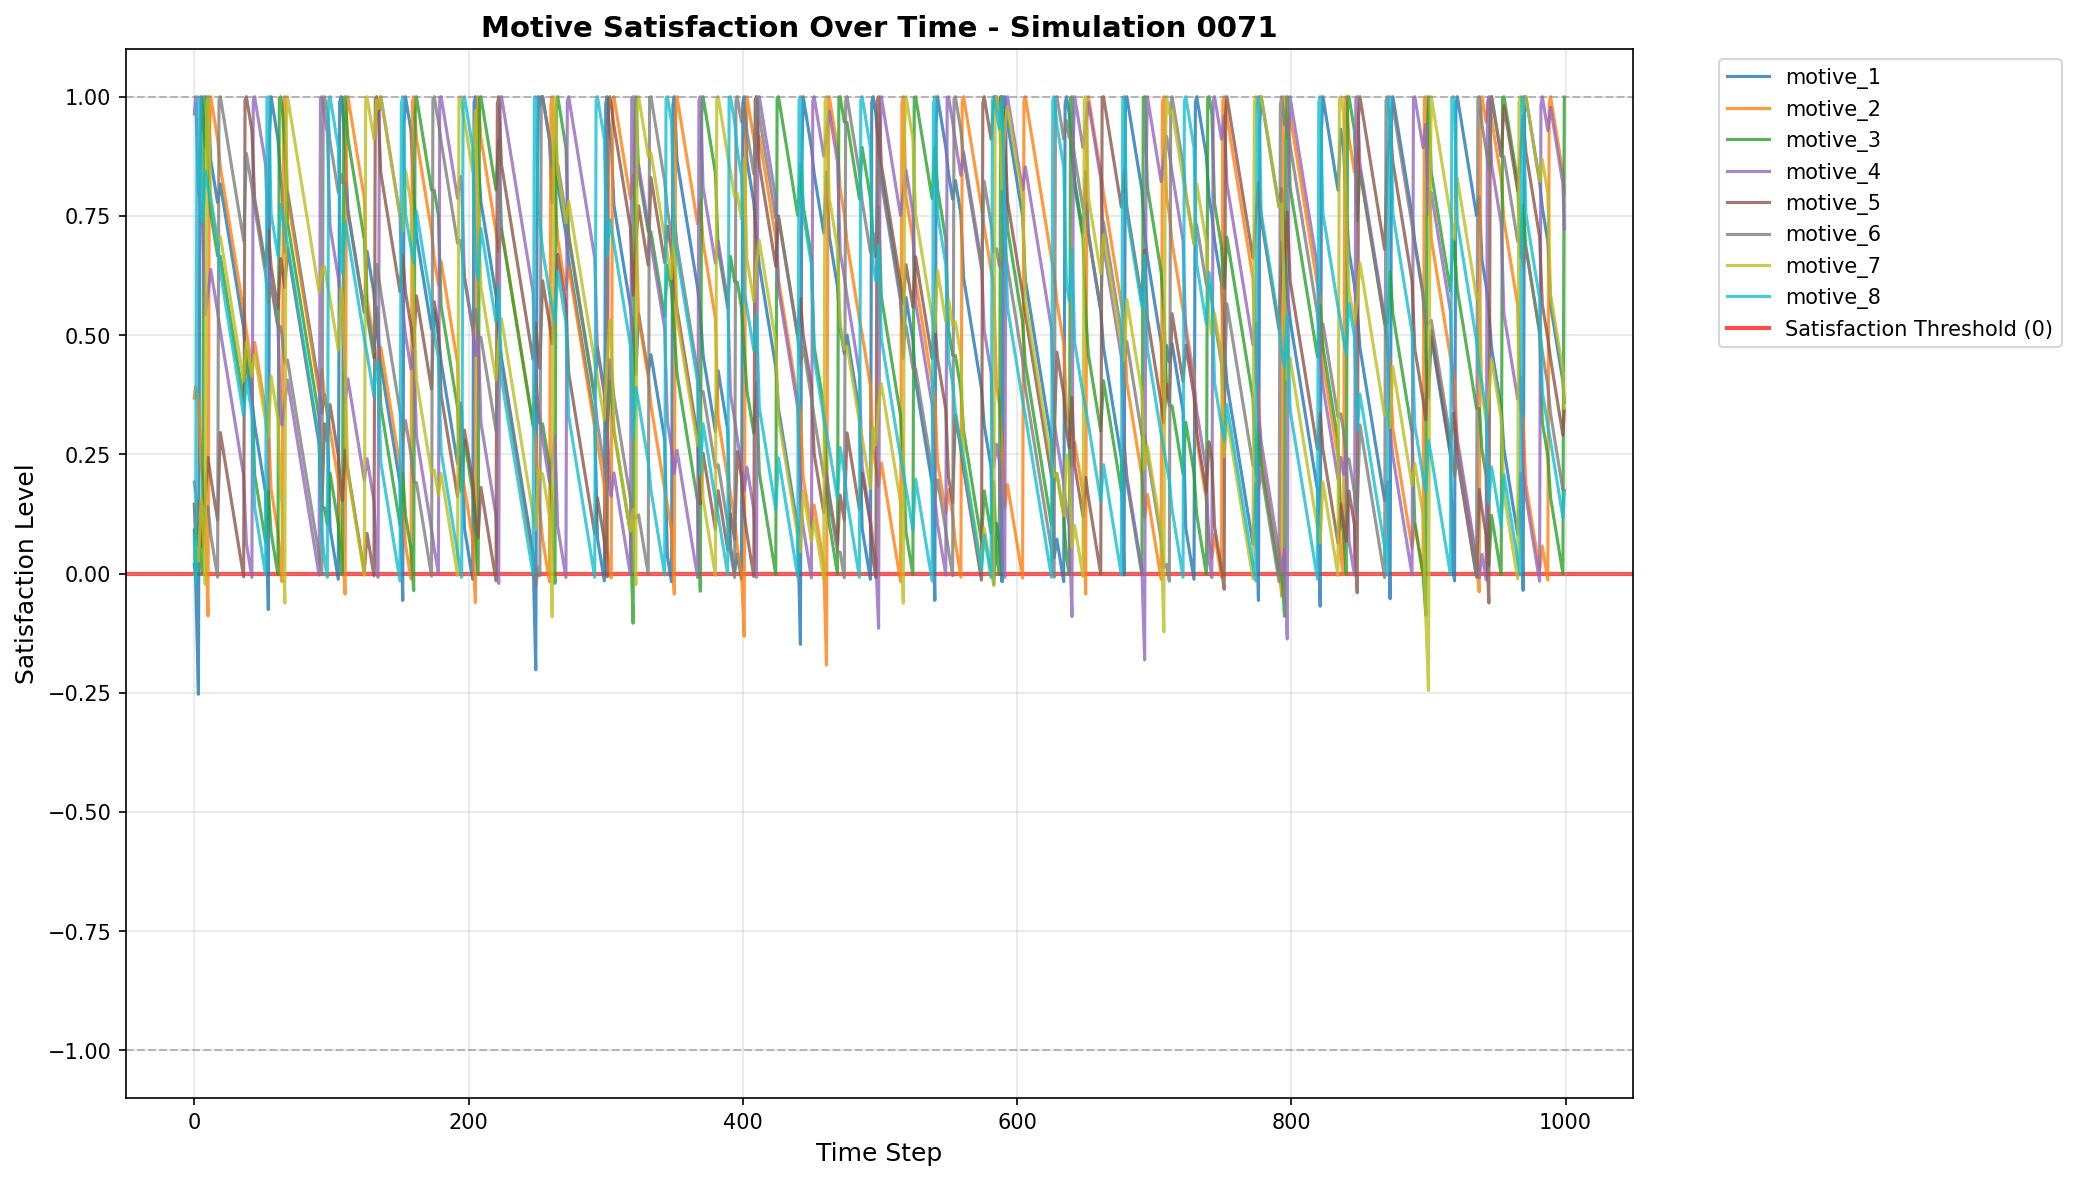 Motive Satisfaction Over Time - Simulation 0071
1.00
0.75
0.50
0.25
0.00
−0.25
−0.50
−0.75
−1.00
Satisfaction Level
0
200
400
600
800
1000
Time Step
motive_1
motive_2
motive_3
motive_4
motive_5
motive_6
motive_7
motive_8
Satisfaction Threshold (0)